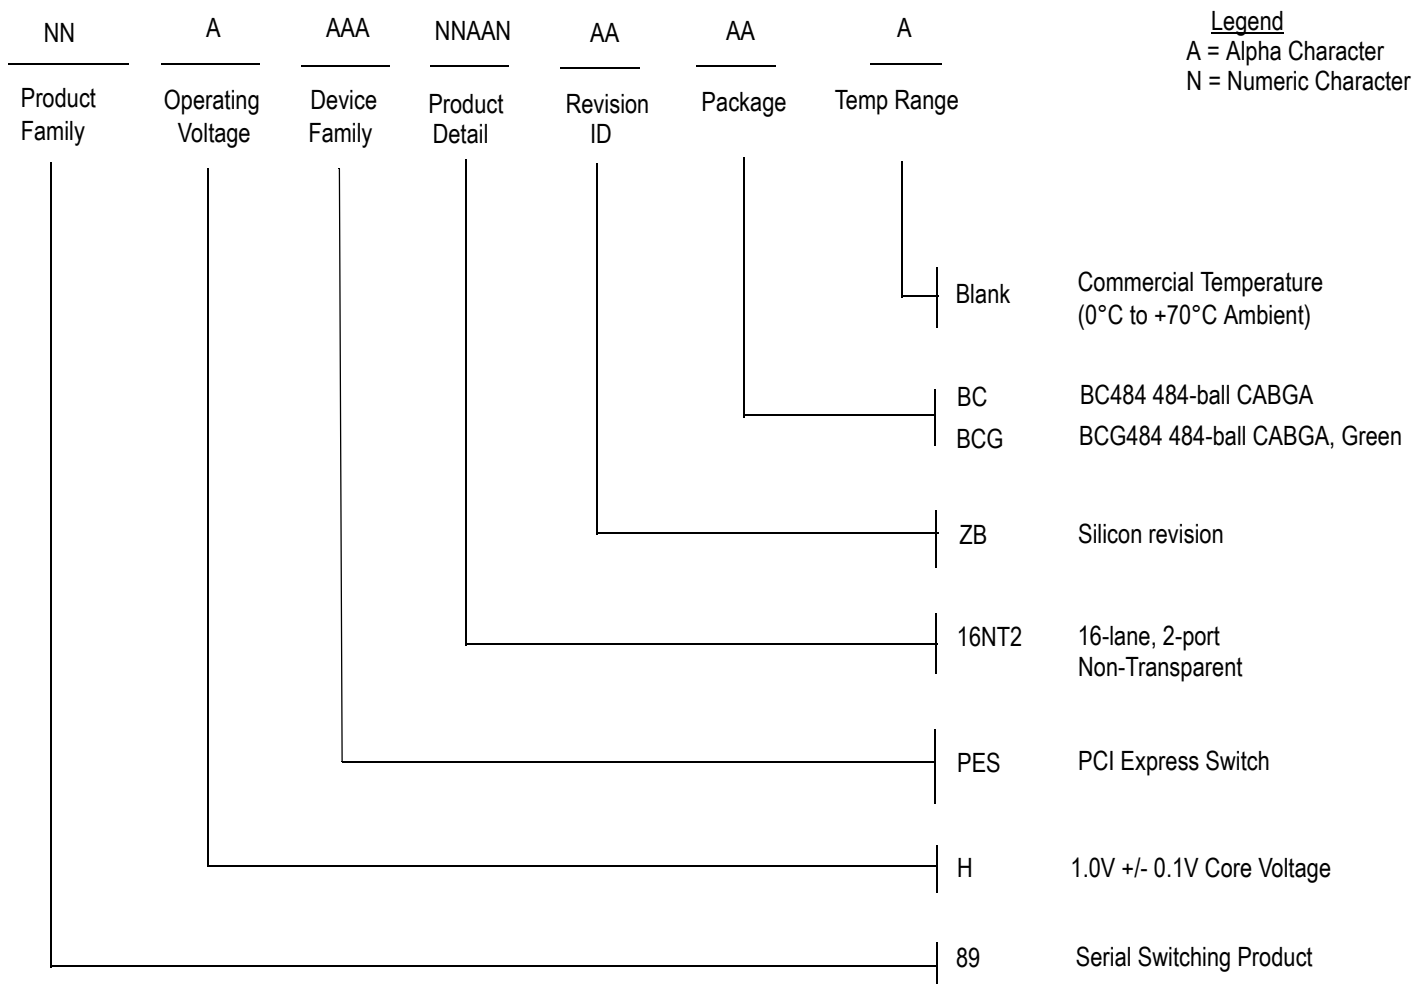 NN A AAA NNAAN AA AA A
Legend
A = Alpha Character
N = Numeric Character
Product Family
Operating Voltage
Device Family
Product Detail
Revision ID
Package
Temp Range
Blank Commercial Temperature
(0°C to +70°C Ambient)
BC BC484 484-ball CABGA
BCG BCG484 484-ball CABGA, Green
ZB Silicon revision
16NT2 16-lane, 2-port
Non-Transparent
PES PCI Express Switch
H 1.0V +/- 0.1V Core Voltage
89 Serial Switching Product